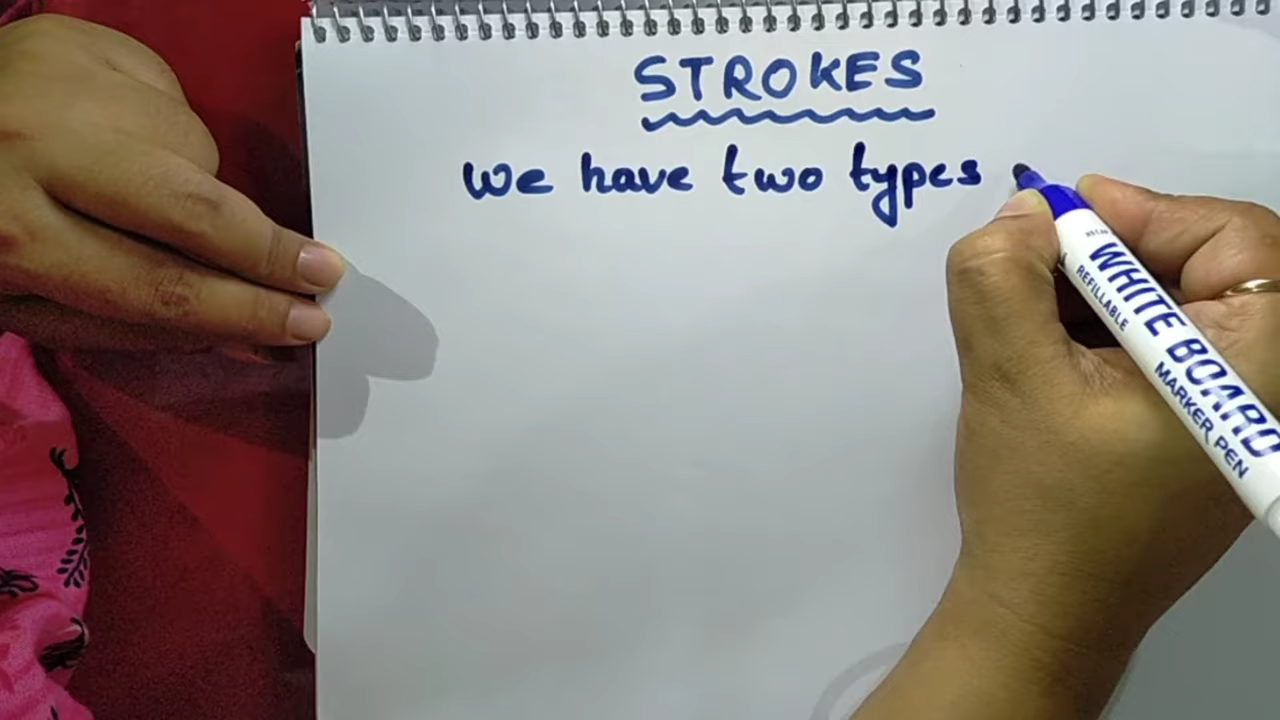 STROKES
we have two types
WHITE BOARD
MARKER PEN
REFILLABLE